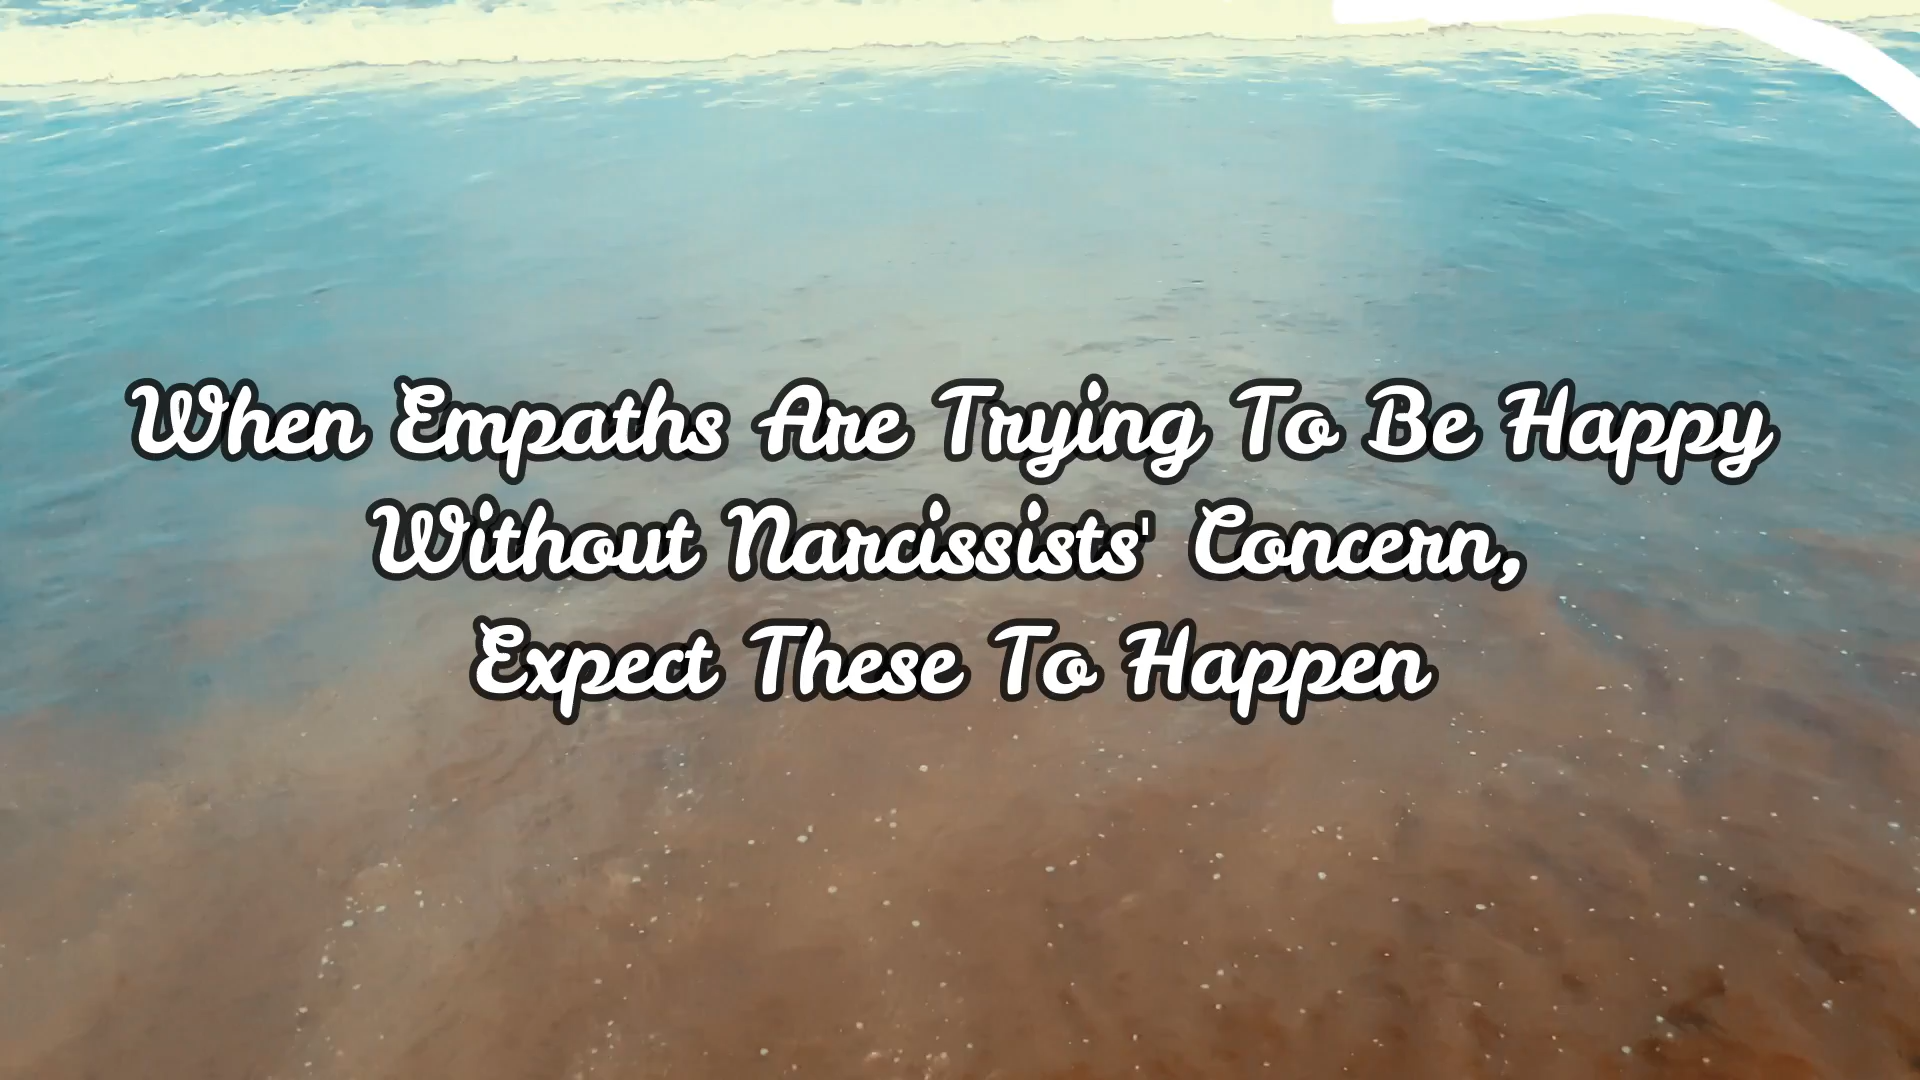 When Empaths Are Trying To Be Happy
Without Narcissists' Concern,
Expect These To Happen